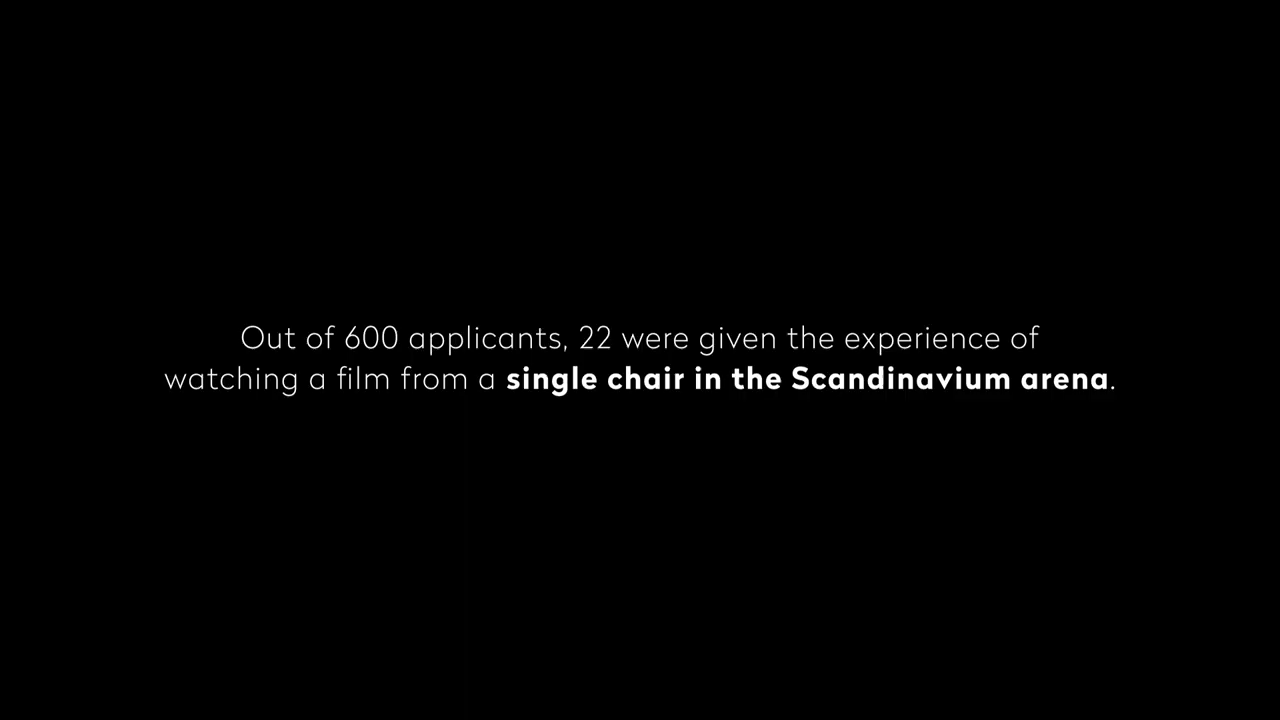 Out of 600 applicants, 22 were given the experience of
watching a film from a single chair in the Scandinavium arena.